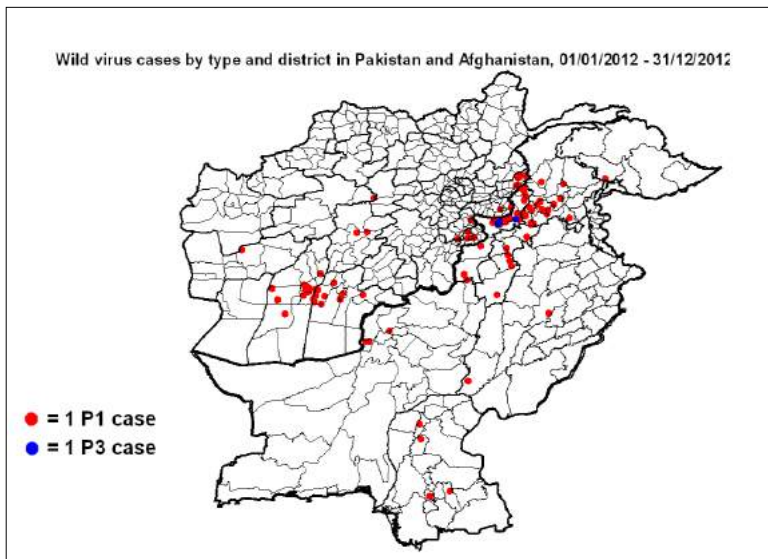 Wild virus cases by type and district in Pakistan and Afghanistan, 01/01/2012 - 31/12/2012
= 1 P1 case
= 1 P3 case